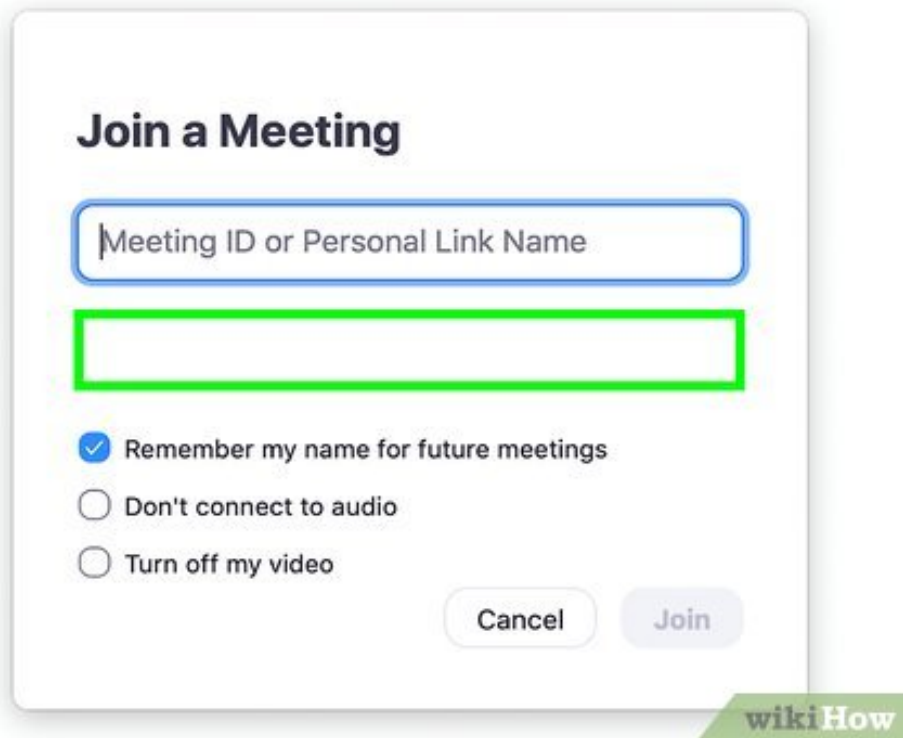 Join a Meeting
Meeting ID or Personal Link Name
Remember my name for future meetings
Don't connect to audio
Turn off my video
Cancel
Join
wikiHow